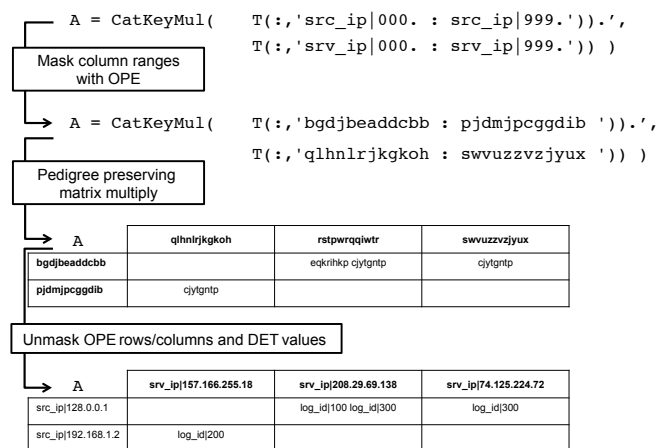 A = CatKeyMul( T(:,'src_ip|000. : src_ip|999.')).’,
T(:,'srv_ip|000. : srv_ip|999.')) )
Mask column ranges
with OPE
A = CatKeyMul( T(:,'bgdjbeaddcbb : pjdmjpcggdib ')).’,
T(:,'qlhnlrjkgkoh : swvuzzvzjyux ')) )
Pedigree preserving
matrix multiply
A qlhnlrjkgkoh rstpwrqqiwtr swvuzzvzjyux
bgdjbeaddcbb eqkrihkp cjytgntp cjytgntp
pjdmjpcggdib cjytgntp
Unmask OPE rows/columns and DET values
A srv_ip|157.166.255.18 srv_ip|208.29.69.138 srv_ip|74.125.224.72
src_ip|128.0.0.1 log_id|100 log_id|300 log_id|300
src_ip|192.168.1.2 log_id|200